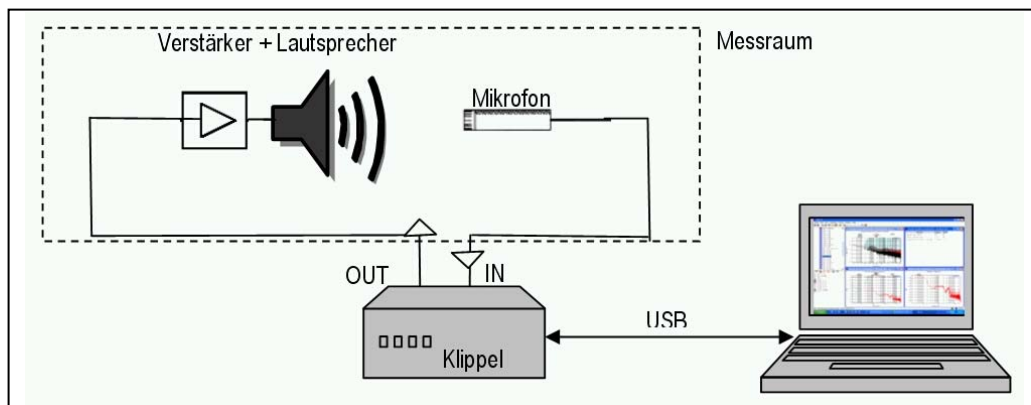 Verstärker + Lautsprecher
Messraum
Mikrofon
OUT
IN
USB
Klippel